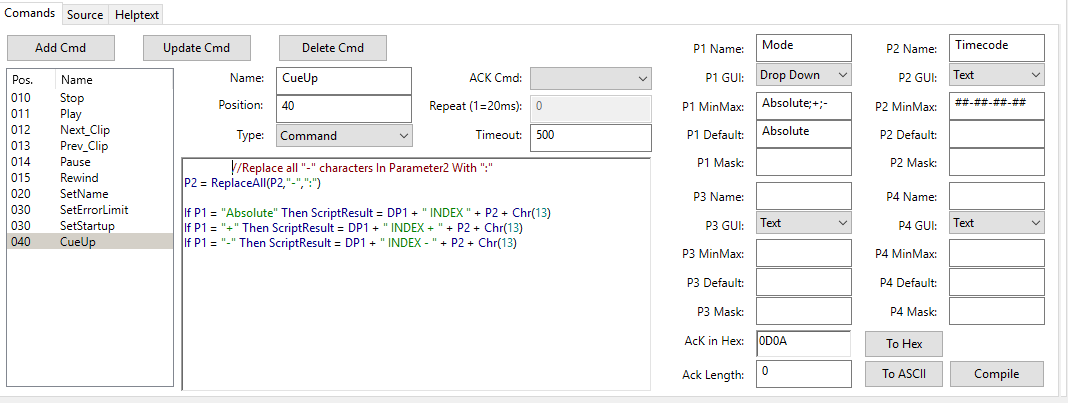 Comands Source Helptext
Add Cmd Update Cmd Delete Cmd
Pos. Name
010 Stop
011 Play
012 Next_Clip
013 Prev_Clip
014 Pause
015 Rewind
020 SetName
030 SetErrorLimit
030 SetStartup
040 CueUp
Name: CueUp ACK Cmd:
Position: 40 Repeat (1=20ms): 0
Type: Command Timeout: 500
//Replace all "-" characters In Parameter2 With ":"
P2 = ReplaceAll(P2,"-",":")
If P1 = "Absolute" Then ScriptResult = DP1 + " INDEX " + P2 + Chr(13)
If P1 = "+" Then ScriptResult = DP1 + " INDEX + " + P2 + Chr(13)
If P1 = "-" Then ScriptResult = DP1 + " INDEX - " + P2 + Chr(13)
P1 Name: Mode P2 Name: Timecode
P1 GUI: Drop Down P2 GUI: Text
P1 MinMax: Absolute;+;- P2 MinMax: ##-##-##-##
P1 Default: Absolute P2 Default:
P1 Mask: P2 Mask:
P3 Name: P4 Name:
P3 GUI: Text P4 GUI: Text
P3 MinMax: P4 MinMax:
P3 Default: P4 Default:
P3 Mask: P4 Mask:
AcK in Hex: 0D0A To Hex
Ack Length: 0 To ASCII Compile